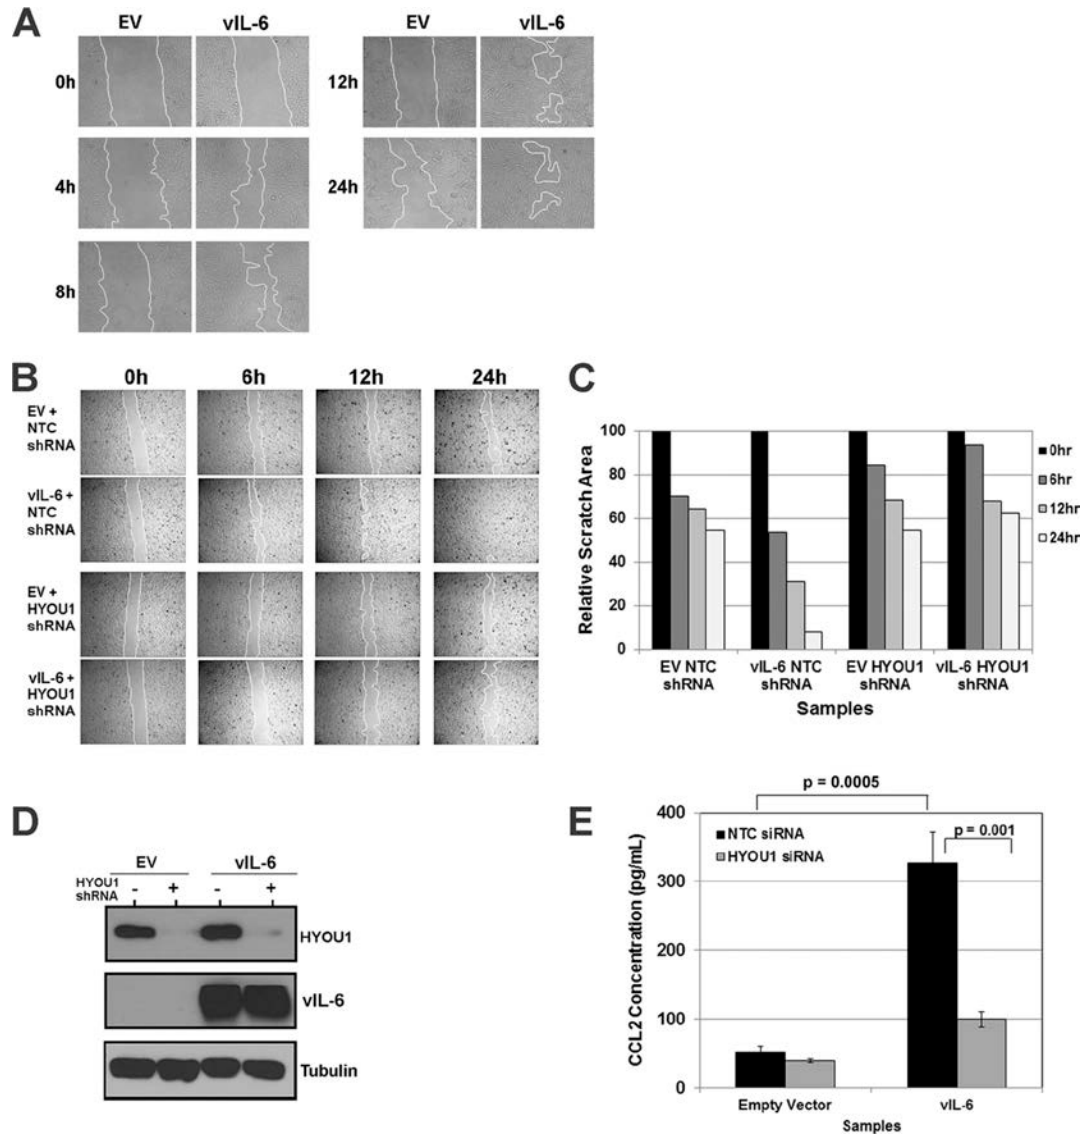 A
EV vIL-6
0h
4h
8h
EV vIL-6
12h
24h
B
0h 6h 12h 24h
EV +
NTC
shRNA
vIL-6 +
NTC
shRNA
EV +
HYOU1
shRNA
vIL-6 +
HYOU1
shRNA
C
Relative Scratch Area
100
80
60
40
20
0
EV NTC vIL-6 NTC EV HYOU1 vIL-6 HYOU1
shRNA shRNA shRNA shRNA
Samples
0hr
6hr
12hr
24hr
D
EV vIL-6
HYOU1
shRNA - + - +
HYOU1
vIL-6
Tubulin
E
p = 0.0005
NTC siRNA
HYOU1 siRNA
p = 0.001
CCL2 Concentration (pg/mL)
400
300
200
100
0
Empty Vector vIL-6
Samples